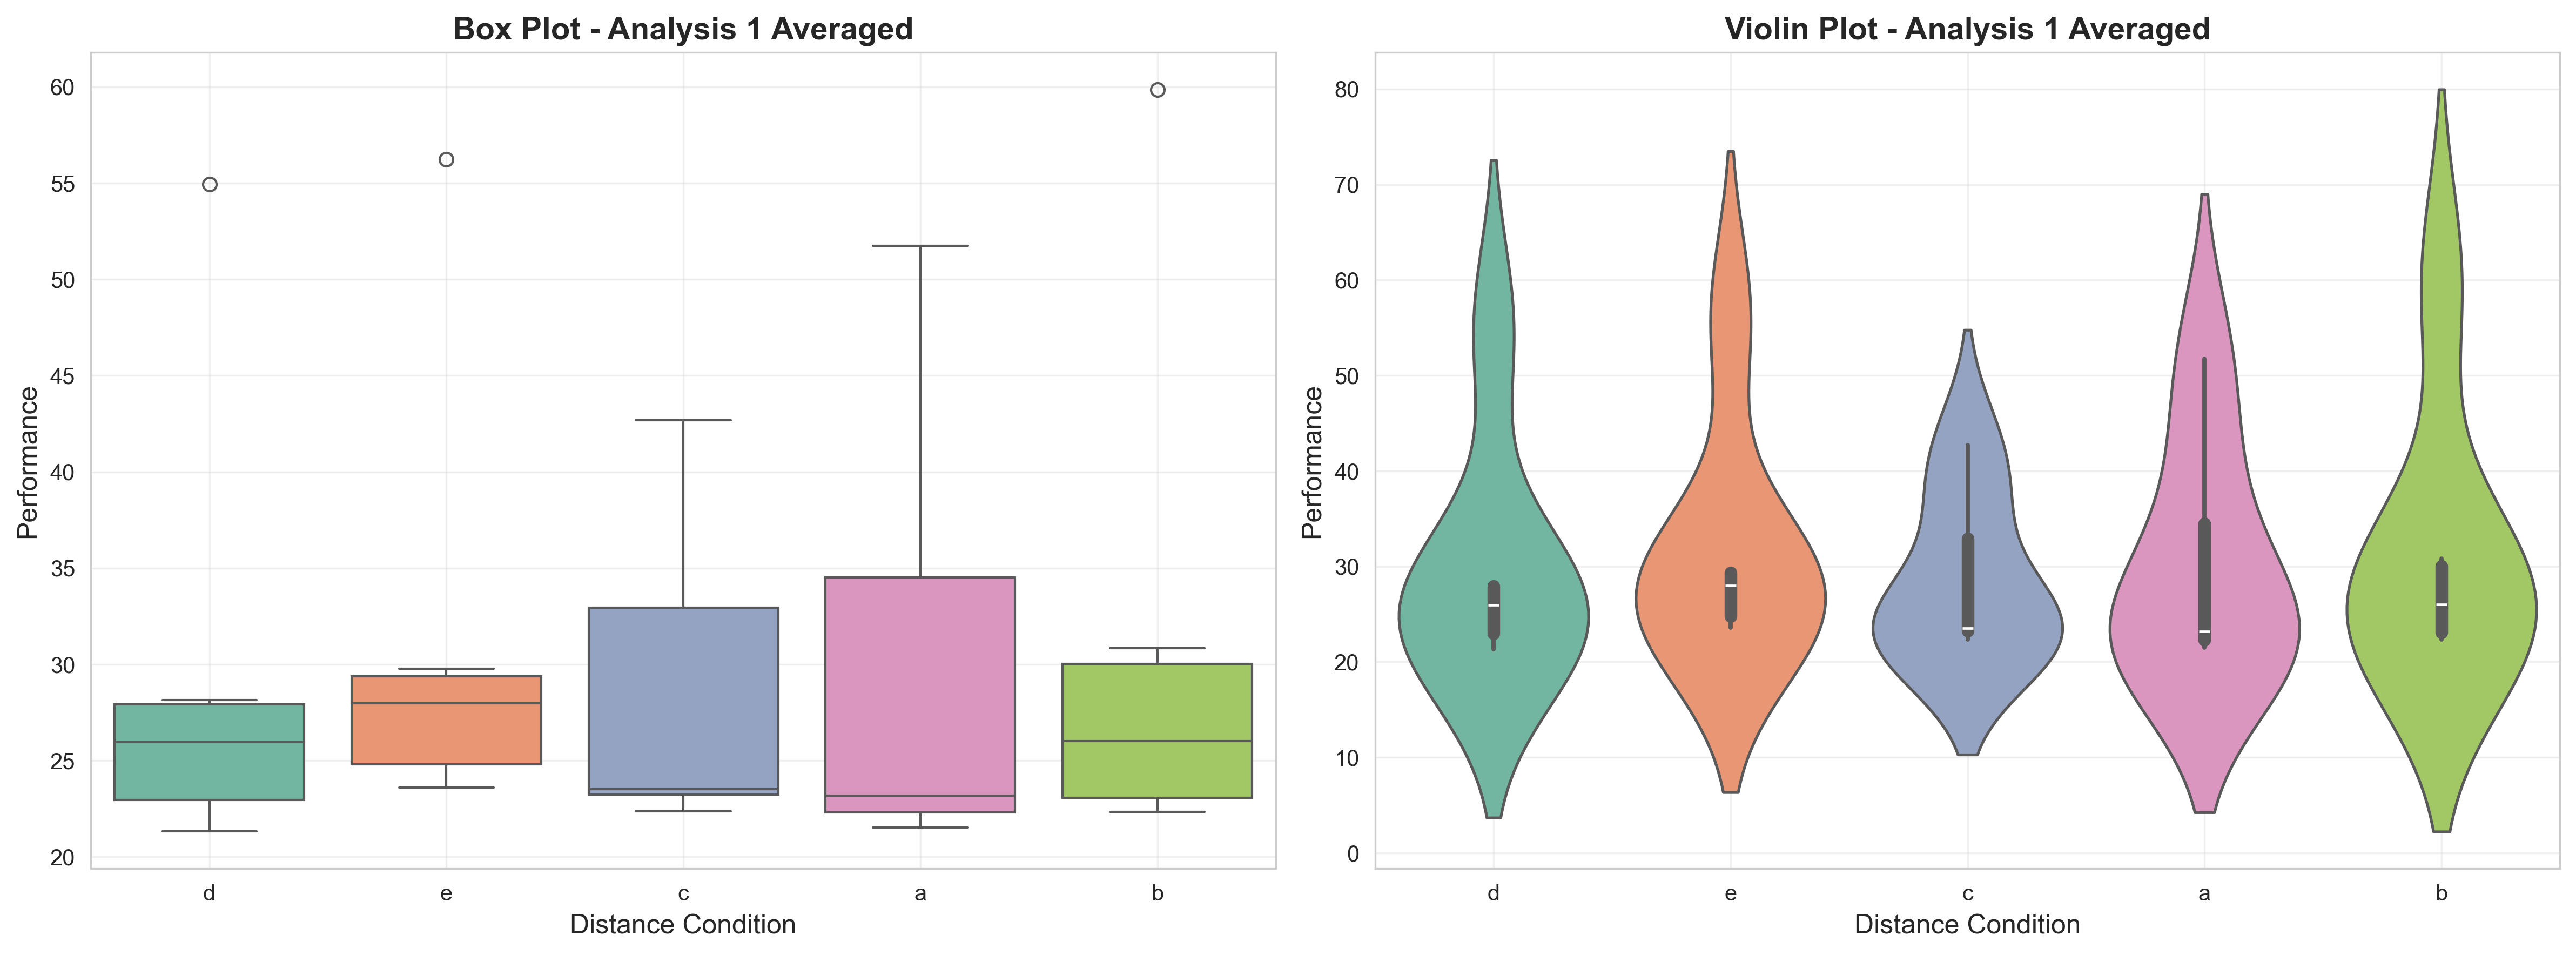 Box Plot - Analysis 1 Averaged
Performance
60
55
50
45
40
35
30
25
20
d e c a b
Distance Condition
Violin Plot - Analysis 1 Averaged
Performance
80
70
60
50
40
30
20
10
0
d e c a b
Distance Condition